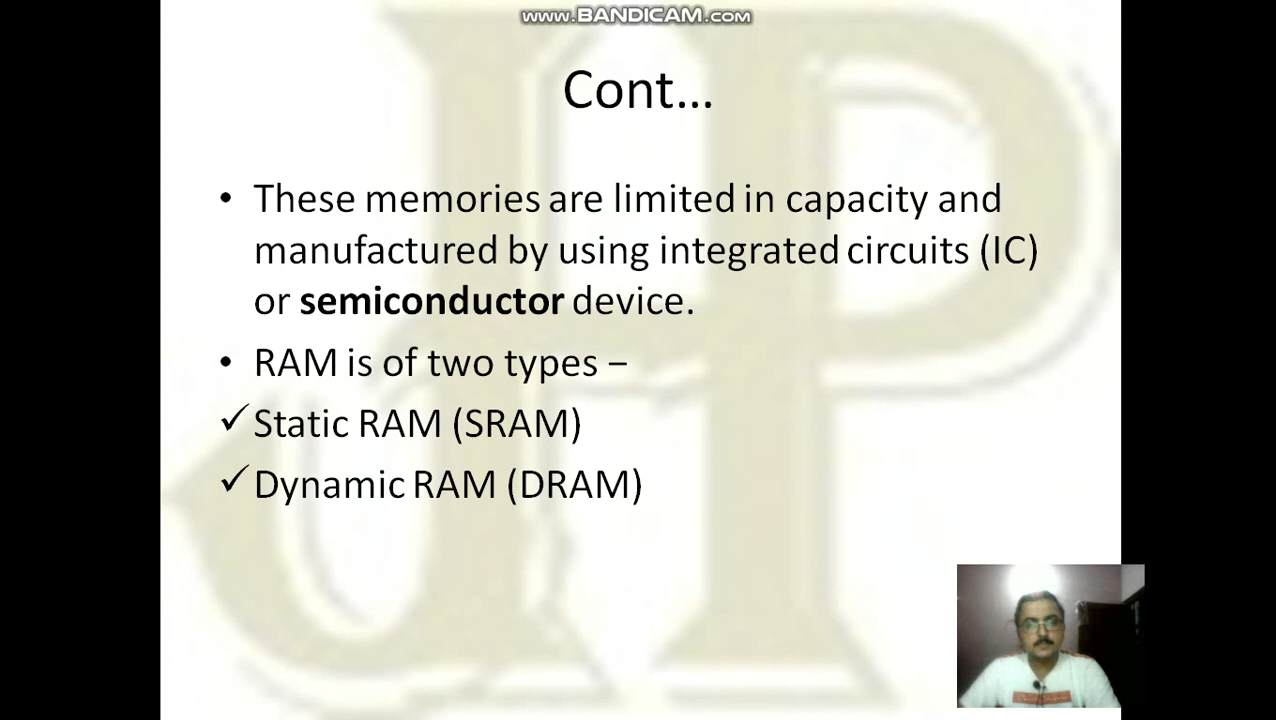 www.BANDICAM.com
Cont…
• These memories are limited in capacity and
manufactured by using integrated circuits (IC)
or semiconductor device.
• RAM is of two types –
✓ Static RAM (SRAM)
✓ Dynamic RAM (DRAM)
JP